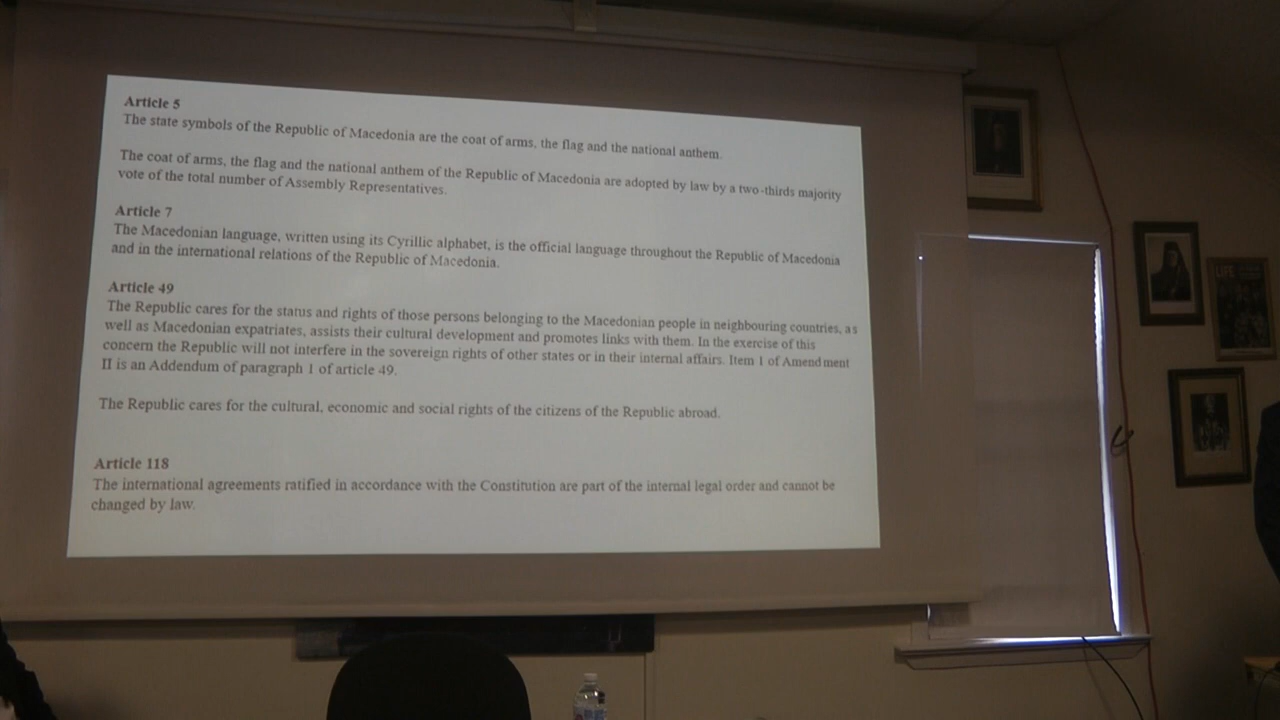 Article 5
The state symbols of the Republic of Macedonia are the coat of arms, the flag and the national anthem.
The coat of arms, the flag and the national anthem of the Republic of Macedonia are adopted by law by a two-thirds majority
vote of the total number of Assembly Representatives.
Article 7
The Macedonian language, written using its Cyrillic alphabet, is the official language throughout the Republic of Macedonia
and in the international relations of the Republic of Macedonia.
Article 49
The Republic cares for the status and rights of those persons belonging to the Macedonian people in neighbouring countries, as
well as Macedonian expatriates, assists their cultural development and promotes links with them. In the exercise of this
concern the Republic will not interfere in the sovereign rights of other states or in their internal affairs. Item 1 of Amendment
II is an Addendum of paragraph 1 of article 49.
The Republic cares for the cultural, economic and social rights of the citizens of the Republic abroad.
Article 118
The international agreements ratified in accordance with the Constitution are part of the internal legal order and cannot be
changed by law.
LIFE